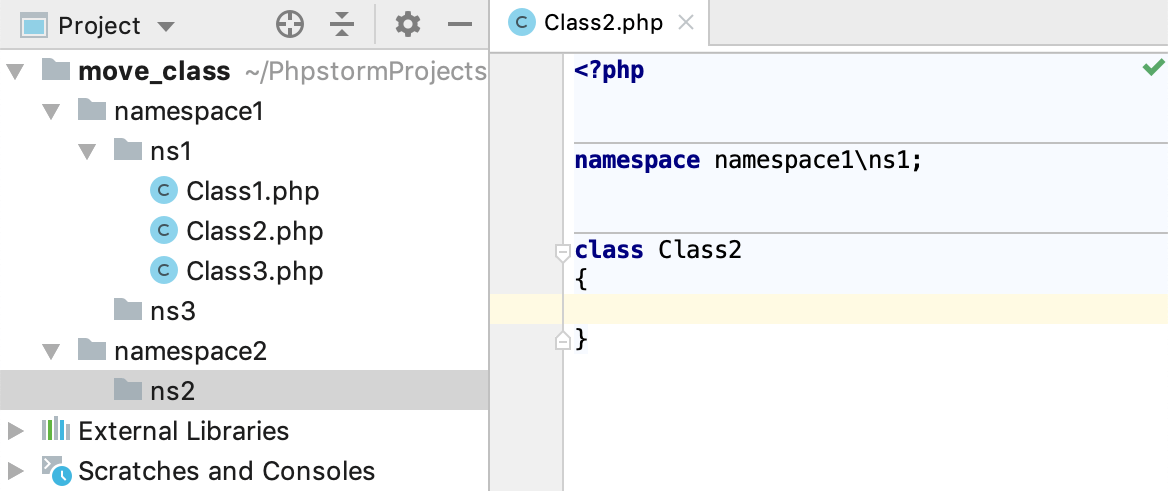 Project
move_class ~/PhpstormProjects
namespace1
ns1
C Class1.php
C Class2.php
C Class3.php
ns3
namespace2
ns2
External Libraries
Scratches and Consoles
C Class2.php
<?php
namespace namespace1\ns1;
class Class2
{
}